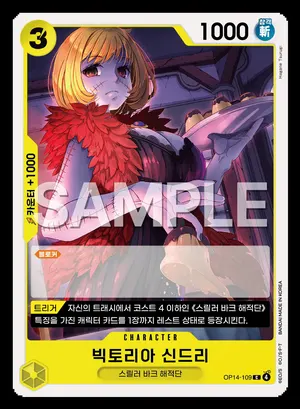 3
1000
참격
斬
카운터 +1000
SAMPLE
블로커
트리거 자신의 트래시에서 코스트 4 이하인 《스릴러 바크 해적단》
특징을 가진 캐릭터 카드를 1장까지 레스트 상태로 등장시킨다.
CHARACTER
빅토리아 신드리
스릴러 바크 해적단
OP14-109
BANDAI MADE IN KOREA